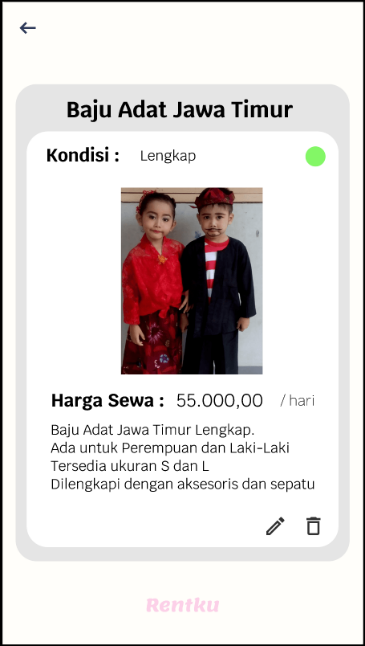 Baju Adat Jawa Timur
Kondisi : Lengkap
Harga Sewa : 55.000,00 / hari
Baju Adat Jawa Timur Lengkap.
Ada untuk Perempuan dan Laki-Laki
Tersedia ukuran S dan L
Dilengkapi dengan aksesoris dan sepatu
Rentku